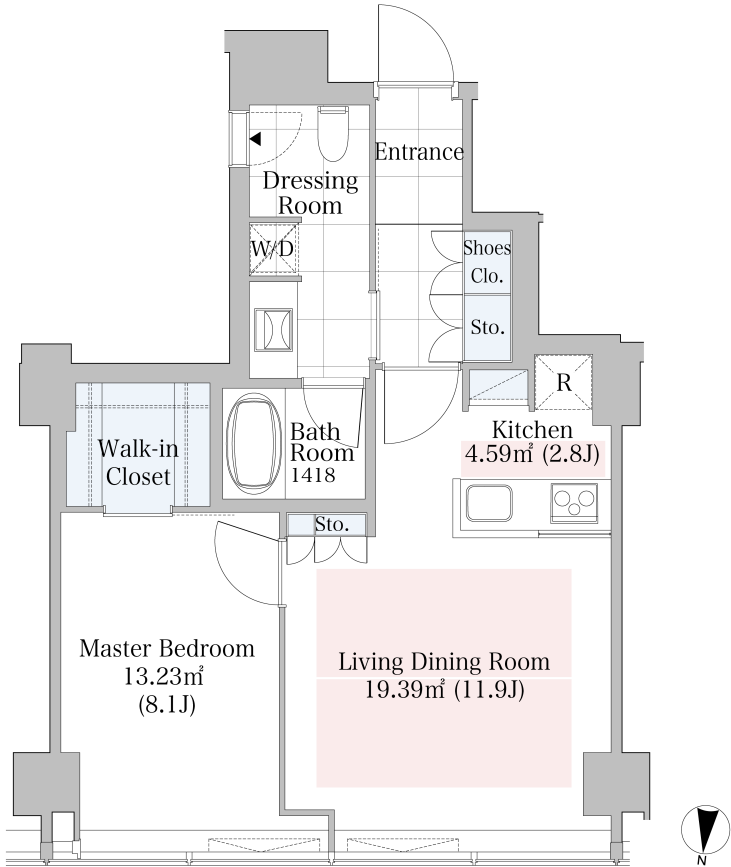 Entrance
Dressing
Room
W/D
Shoes
Clo.
Sto.
R
Kitchen
4.59㎡ (2.8J)
Walk-in
Closet
Bath
Room
1418
Sto.
Master Bedroom
13.23㎡
(8.1J)
Living Dining Room
19.39㎡ (11.9J)
N